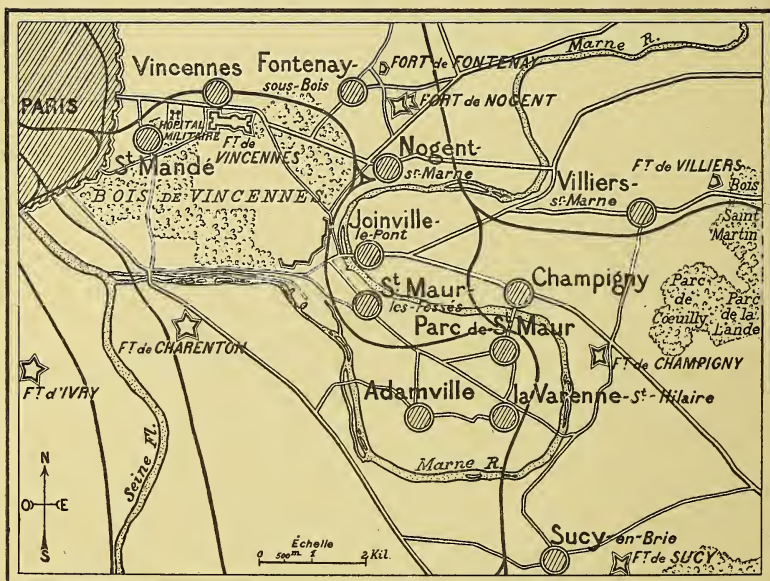 Marne R.
Vincennes
Fontenay-
sous-Bois
FORT de FONTENAY
PARIS
FORT de NOGENT
HÔPITAL
MILITAIRE
Ft de
VINCENNES
St Mandé
Nogent-
s-Marne
Ft de VILLIERS
Villiers-
s-Marne
Bois
Saint
Martin
BOIS DE VINCENNES
Joinville-
le-Pont
Champigny
St Maur-
les-Fossés
Parc
de
Cœuilly
Parc
de la
Lande
Parc de St Maur
Ft de CHARENTON
Ft de CHAMPIGNY
Ft d'IVRY
Adamville
la Varenne-St-Hilaire
Seine Fl.
Marne R.
N
O E
S
Échelle
0 500m 1 2 Kil.
Sucy-en-Brie
Ft de SUCY